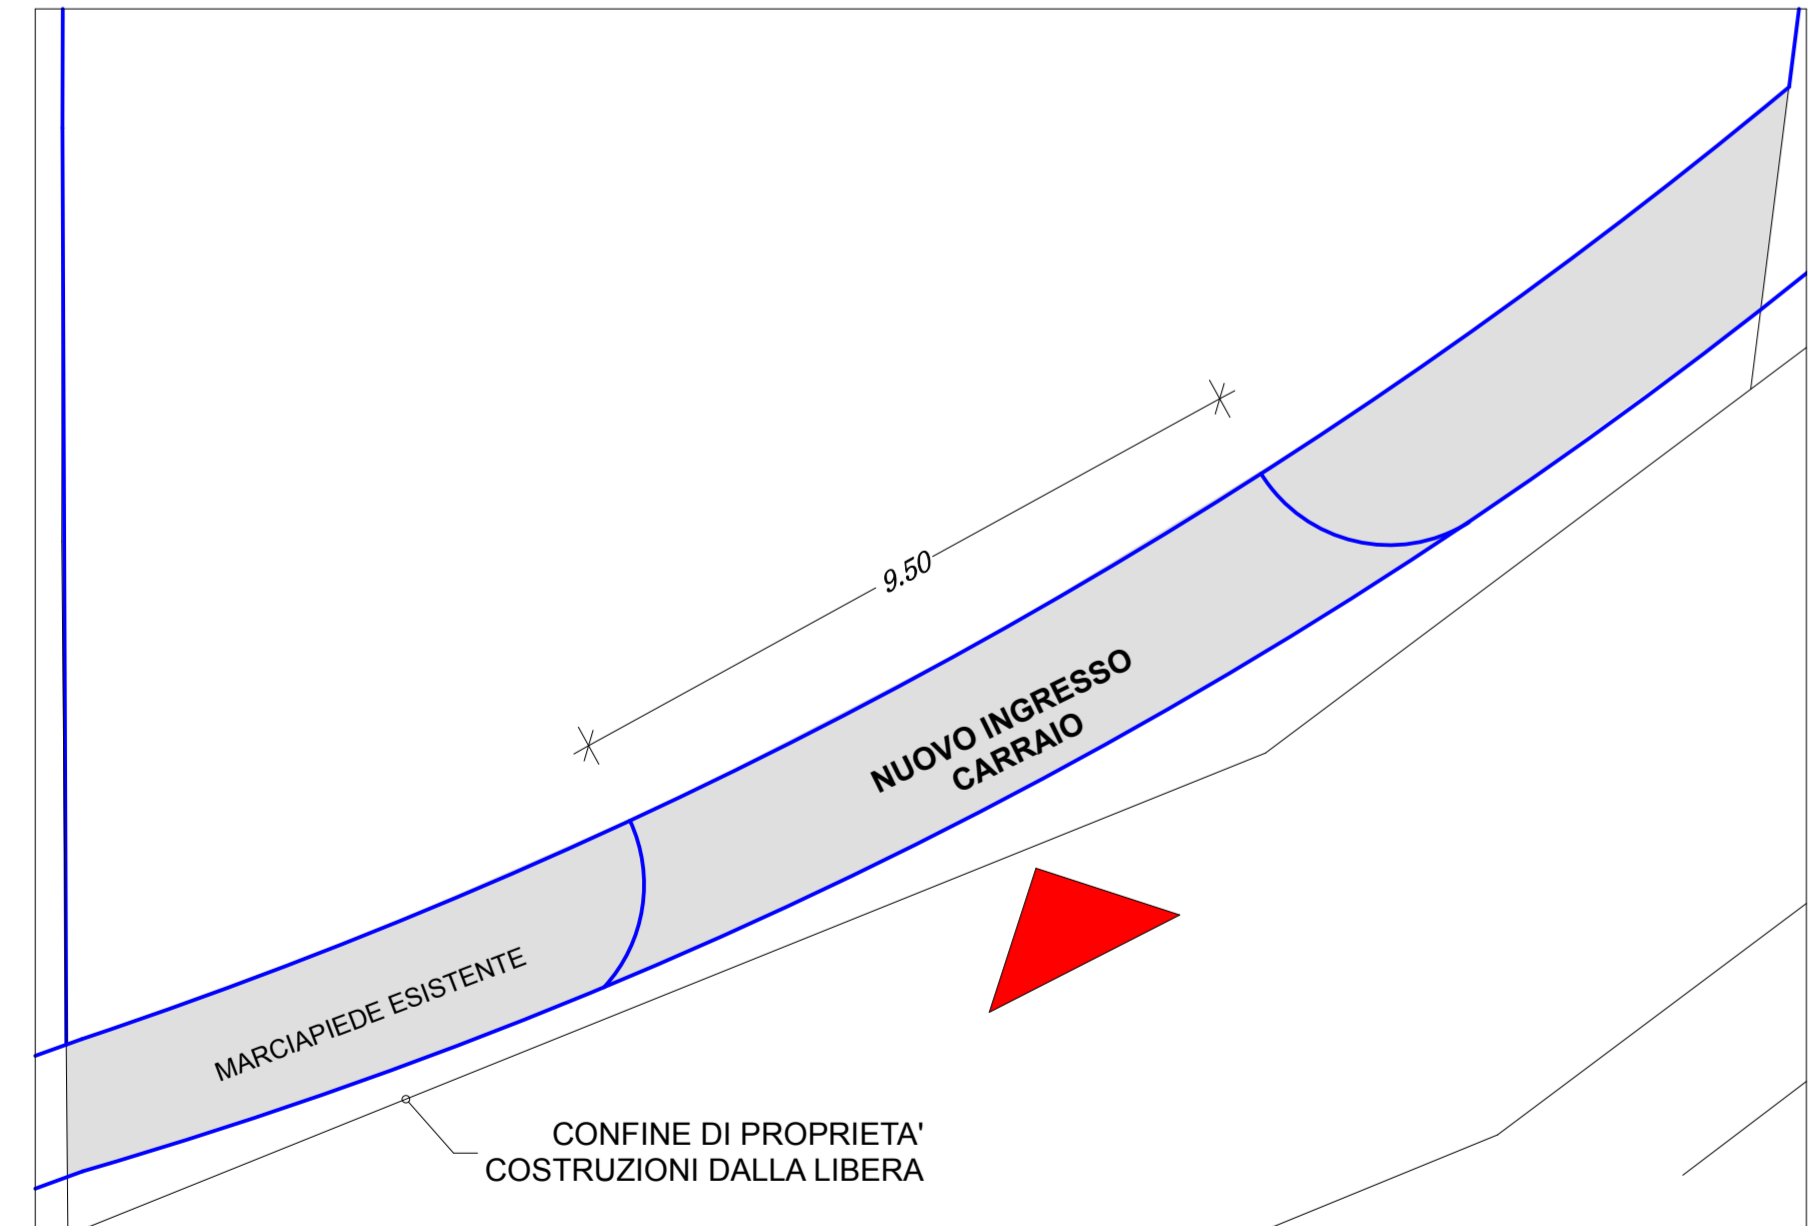 9.50
NUOVO INGRESSO
CARRAIO
MARCIAPIEDE ESISTENTE
CONFINE DI PROPRIETA'
COSTRUZIONI DALLA LIBERA